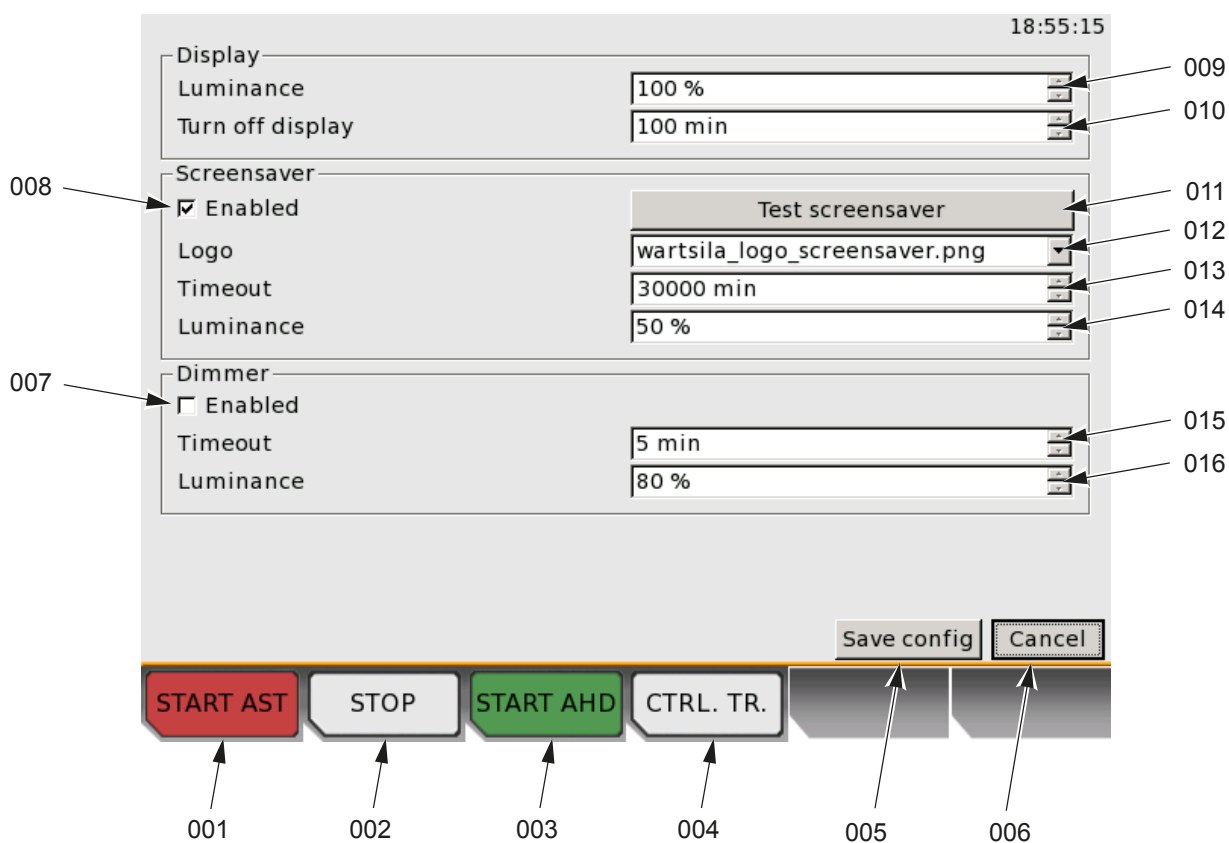 18:55:15
Display
009
Luminance 100 %
010
Turn off display 100 min
Screensaver
008
011
Enabled Test screensaver
012
Logo wartsila_logo_screensaver.png
013
Timeout 30000 min
014
Luminance 50 %
Dimmer
007
Enabled
015
Timeout 5 min
016
Luminance 80 %
Save config Cancel
START AST STOP START AHD CTRL. TR.
001 002 003 004 005 006